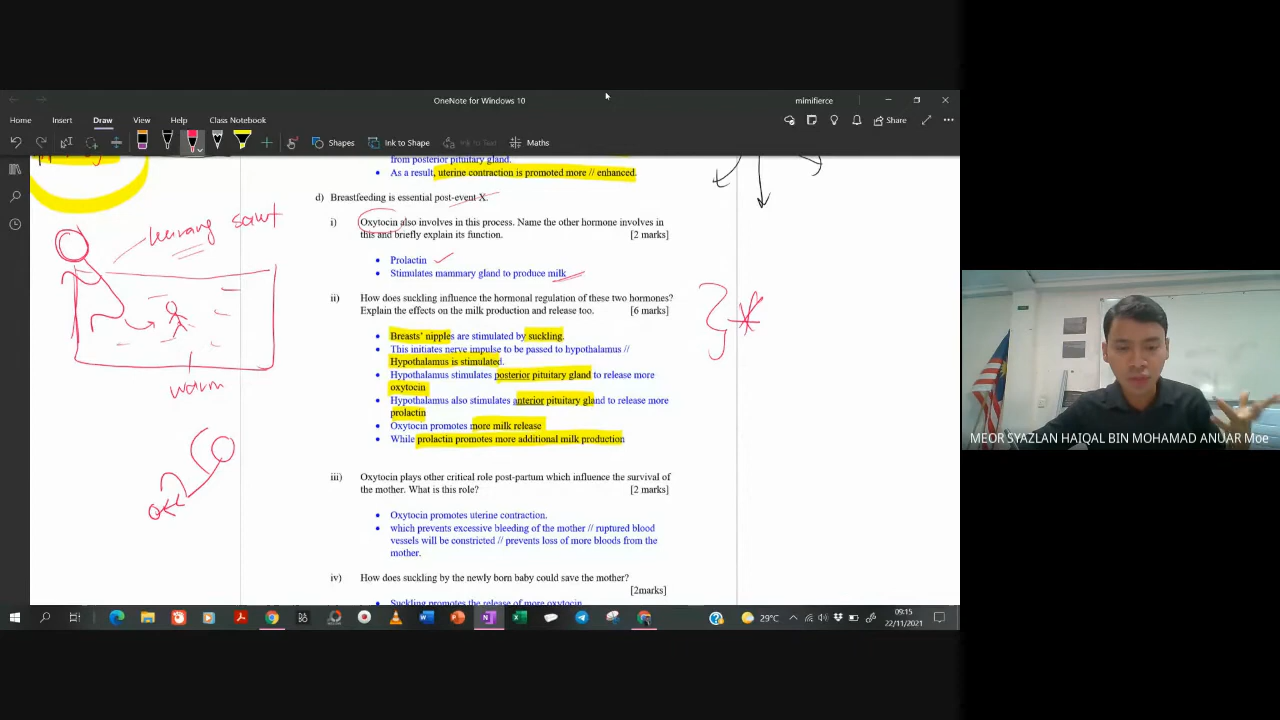 OneNote for Windows 10
mimifierce
Home Insert Draw View Help Class Notebook
Shapes Ink to Shape Ink to Text Maths Share
from posterior pituitary gland.
As a result, uterine contraction is promoted more // enhanced.
d) Breastfeeding is essential post-event X.
i) Oxytocin also involves in this process. Name the other hormone involves in
this and briefly explain its function. [2 marks]
Prolactin
Stimulates mammary gland to produce milk
ii) How does suckling influence the hormonal regulation of these two hormones?
Explain the effects on the milk production and release too. [6 marks]
Breasts' nipples are stimulated by suckling.
This initiates nerve impulse to be passed to hypothalamus //
Hypothalamus is stimulated.
Hypothalamus stimulates posterior pituitary gland to release more
oxytocin
Hypothalamus also stimulates anterior pituitary gland to release more
prolactin
Oxytocin promotes more milk release
While prolactin promotes more additional milk production
iii) Oxytocin plays other critical role post-partum which influence the survival of
the mother. What is this role? [2 marks]
Oxytocin promotes uterine contraction.
which prevents excessive bleeding of the mother // ruptured blood
vessels will be constricted // prevents loss of more bloods from the
mother.
iv) How does suckling by the newly born baby could save the mother?
[2marks]
Suckling promotes the release of more oxytocin
warm
MEOR SYAZLAN HAIQAL BIN MOHAMAD ANUAR Moe
29°C
09:15
22/11/2021